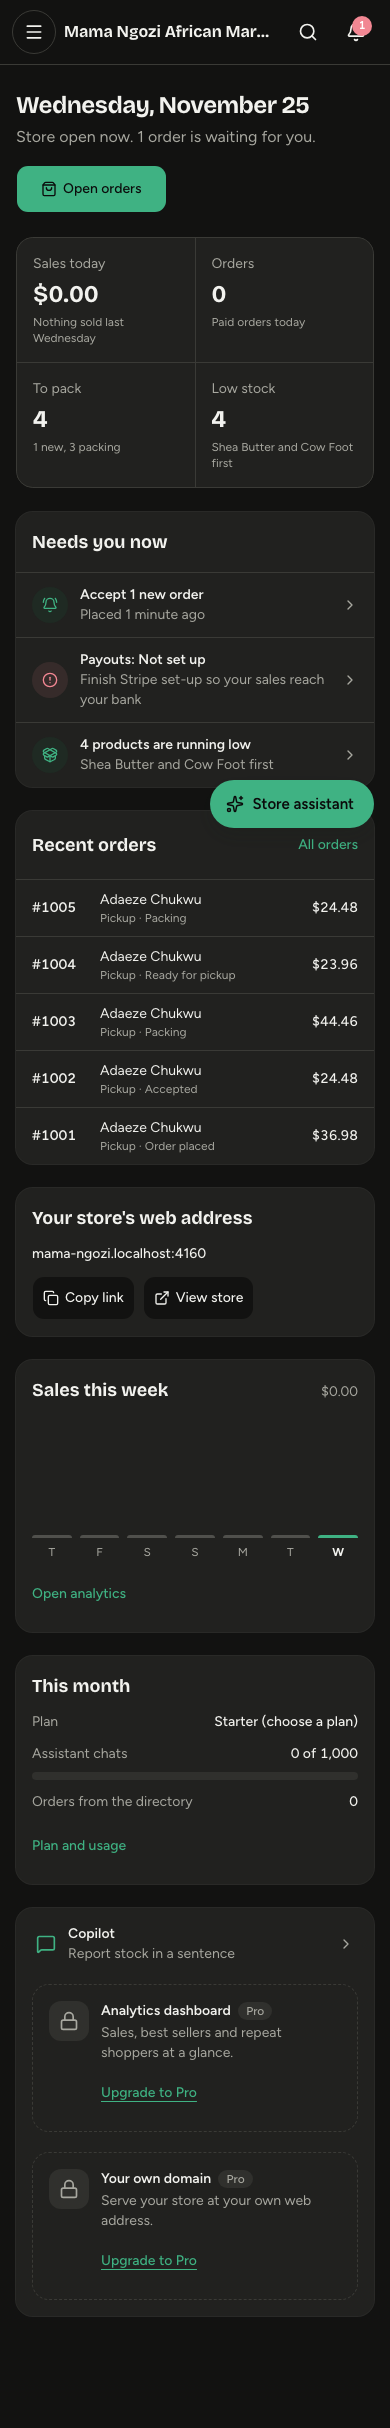 Mama Ngozi African Mar...
1
Wednesday, November 25
Store open now. 1 order is waiting for you.
Open orders
Sales today
$0.00
Nothing sold last
Wednesday
Orders
0
Paid orders today
To pack
4
1 new, 3 packing
Low stock
4
Shea Butter and Cow Foot
first
Needs you now
Accept 1 new order
Placed 1 minute ago
Payouts: Not set up
Finish Stripe set-up so your sales reach
your bank
4 products are running low
Shea Butter and Cow Foot first
Store assistant
Recent orders
All orders
#1005
Adaeze Chukwu
$24.48
Pickup · Packing
#1004
Adaeze Chukwu
$23.96
Pickup · Ready for pickup
#1003
Adaeze Chukwu
$44.46
Pickup · Packing
#1002
Adaeze Chukwu
$24.48
Pickup · Accepted
#1001
Adaeze Chukwu
$36.98
Pickup · Order placed
Your store's web address
mama-ngozi.localhost:4160
Copy link
View store
Sales this week
$0.00
T F S S M T W
Open analytics
This month
Plan
Starter (choose a plan)
Assistant chats
0 of 1,000
Orders from the directory
0
Plan and usage
Copilot
Report stock in a sentence
Analytics dashboard
Pro
Sales, best sellers and repeat
shoppers at a glance.
Upgrade to Pro
Your own domain
Pro
Serve your store at your own web
address.
Upgrade to Pro